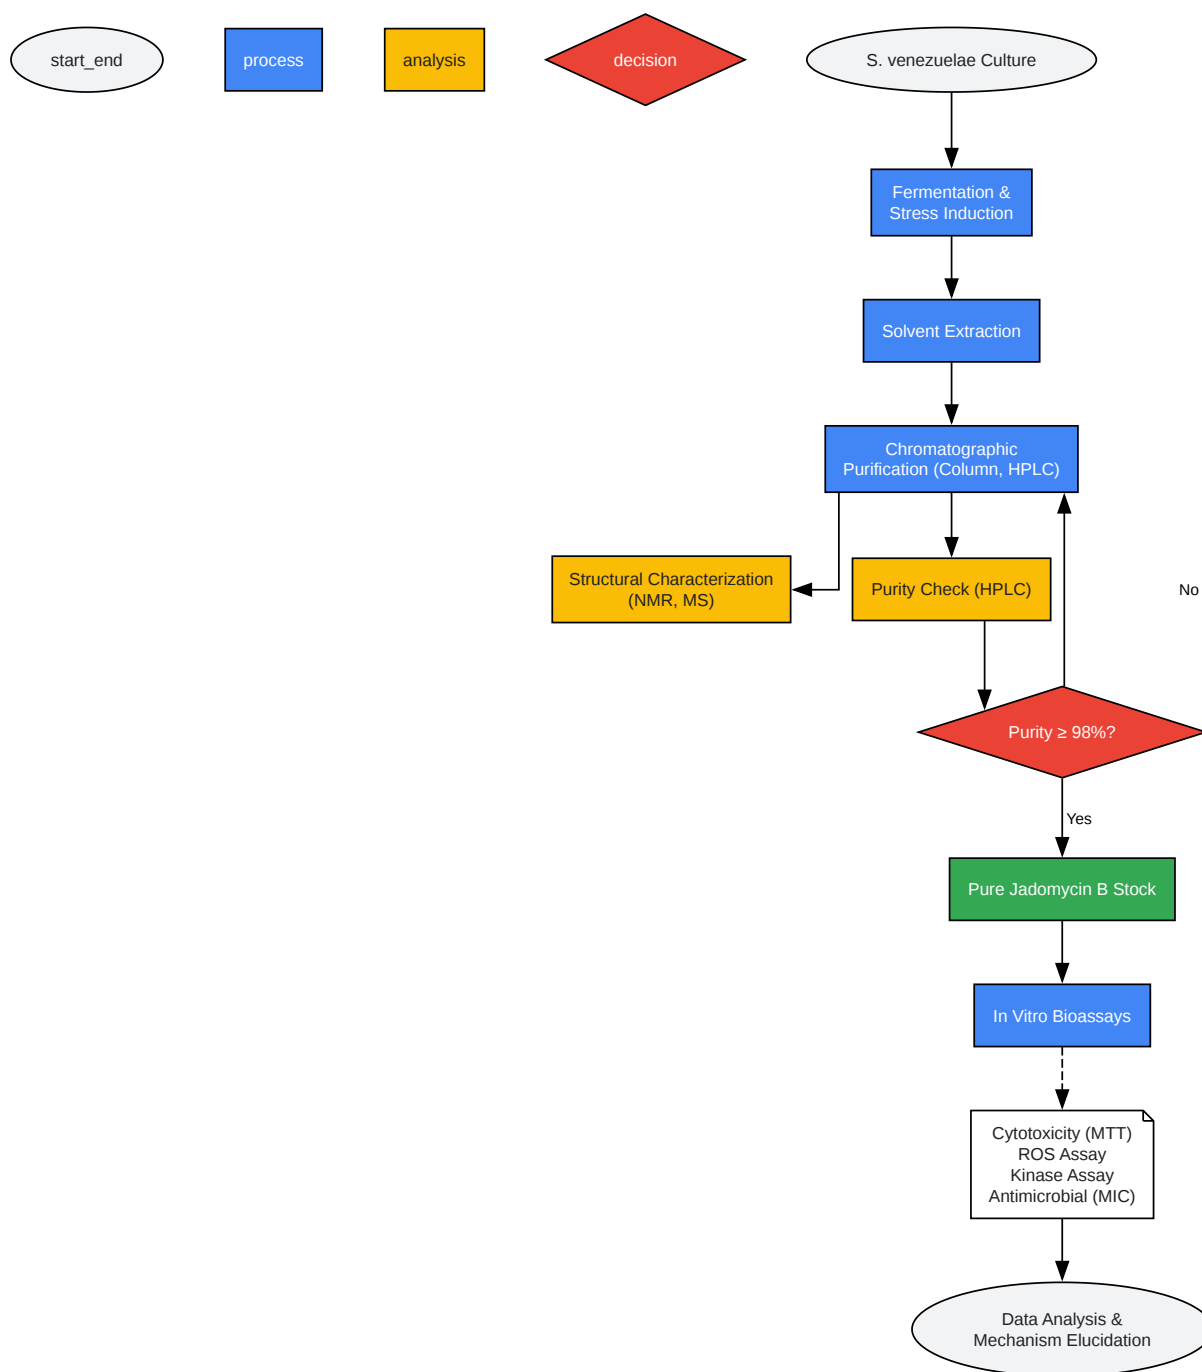 start_end
process
analysis
decision
S. venezuelae Culture
Fermentation &
Stress Induction
Solvent Extraction
Chromatographic
Purification (Column, HPLC)
Structural Characterization
(NMR, MS)
Purity Check (HPLC)
No
Purity ≥ 98%?
Yes
Pure Jadomycin B Stock
In Vitro Bioassays
Cytotoxicity (MTT)
ROS Assay
Kinase Assay
Antimicrobial (MIC)
Data Analysis &
Mechanism Elucidation